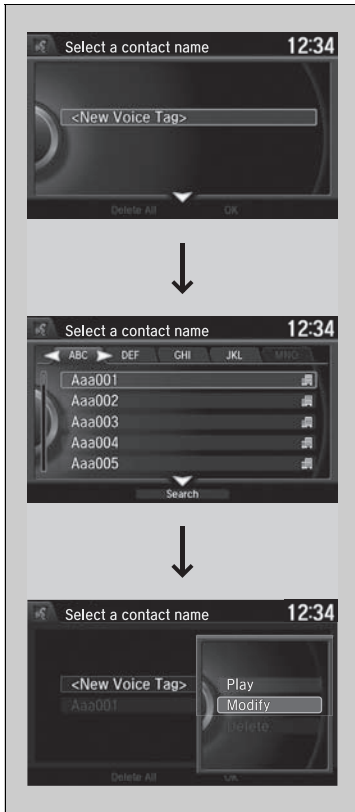 Select a contact name 12:34
<New Voice Tag>
Delete All OK
Select a contact name 12:34
ABC DEF GHI JKL MNO
Aaa001
Aaa002
Aaa003
Aaa004
Aaa005
Search
Select a contact name 12:34
<New Voice Tag> Play
Aaa001 Modify
Delete
Delete All OK